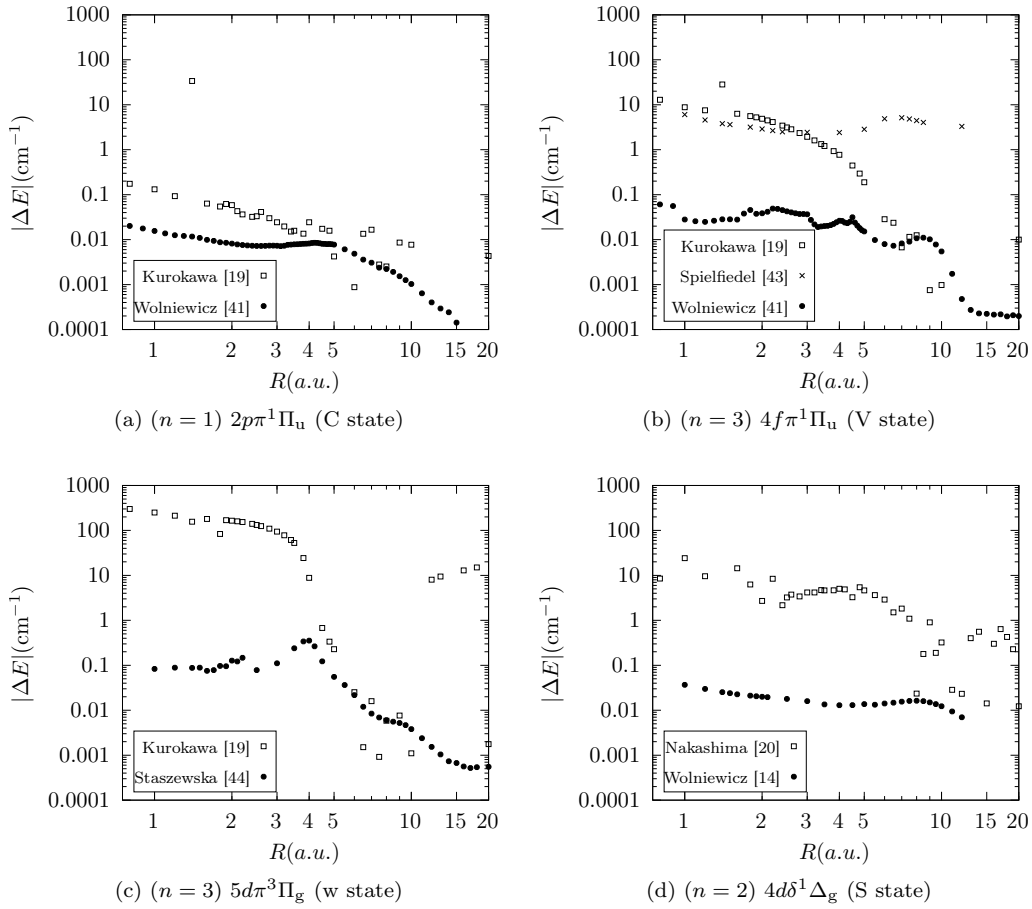 1000
100
10
1
0.1
0.01
0.001
0.0001
|ΔE|(cm⁻¹)
Kurokawa [19]
Wolniewicz [41]
1 2 3 4 5 10 15 20
R(a.u.)
(a) (n = 1) 2pπ¹Πᵤ (C state)
1000
100
10
1
0.1
0.01
0.001
0.0001
|ΔE|(cm⁻¹)
Kurokawa [19]
Spielfiedel [43]
Wolniewicz [41]
1 2 3 4 5 10 15 20
R(a.u.)
(b) (n = 3) 4fπ¹Πᵤ (V state)
1000
100
10
1
0.1
0.01
0.001
0.0001
|ΔE|(cm⁻¹)
Kurokawa [19]
Staszewska [44]
1 2 3 4 5 10 15 20
R(a.u.)
(c) (n = 3) 5dπ³Π_g (w state)
1000
100
10
1
0.1
0.01
0.001
0.0001
|ΔE|(cm⁻¹)
Nakashima [20]
Wolniewicz [14]
1 2 3 4 5 10 15 20
R(a.u.)
(d) (n = 2) 4dδ¹Δ_g (S state)